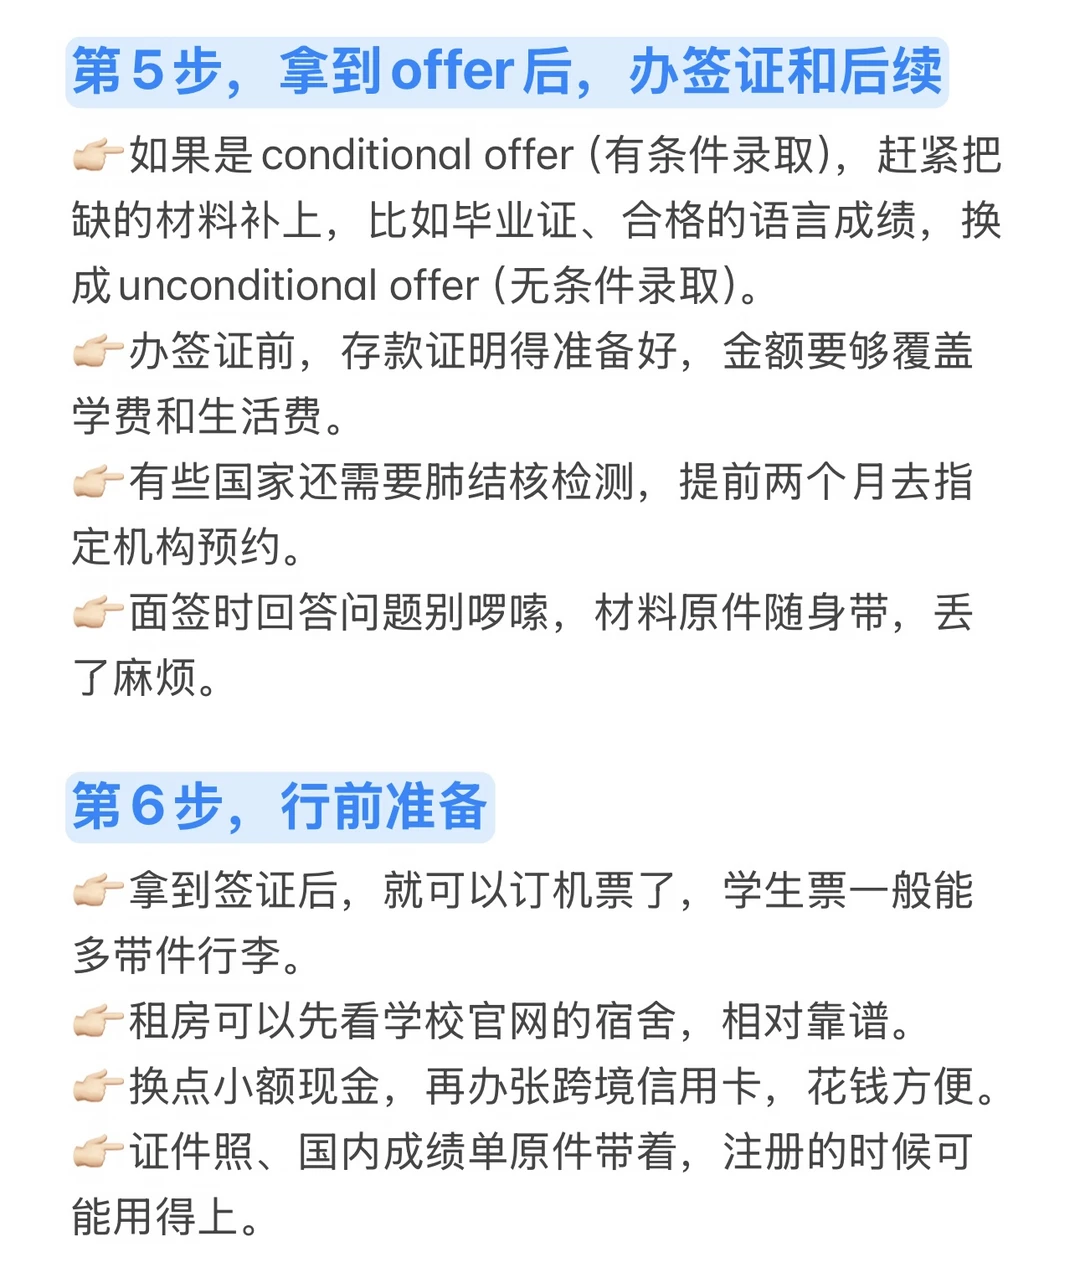 第5步，拿到offer后，办签证和后续
👉🏻如果是conditional offer（有条件录取），赶紧把
缺的材料补上，比如毕业证、合格的语言成绩，换
成unconditional offer（无条件录取）。
👉🏻办签证前，存款证明得准备好，金额要够覆盖
学费和生活费。
👉🏻有些国家还需要肺结核检测，提前两个月去指
定机构预约。
👉🏻面签时回答问题别啰嗦，材料原件随身带，丢
了麻烦。
第6步，行前准备
👉🏻拿到签证后，就可以订机票了，学生票一般能
多带件行李。
👉🏻租房可以先看学校官网的宿舍，相对靠谱。
👉🏻换点小额现金，再办张跨境信用卡，花钱方便。
👉🏻证件照、国内成绩单原件带着，注册的时候可
能用得上。